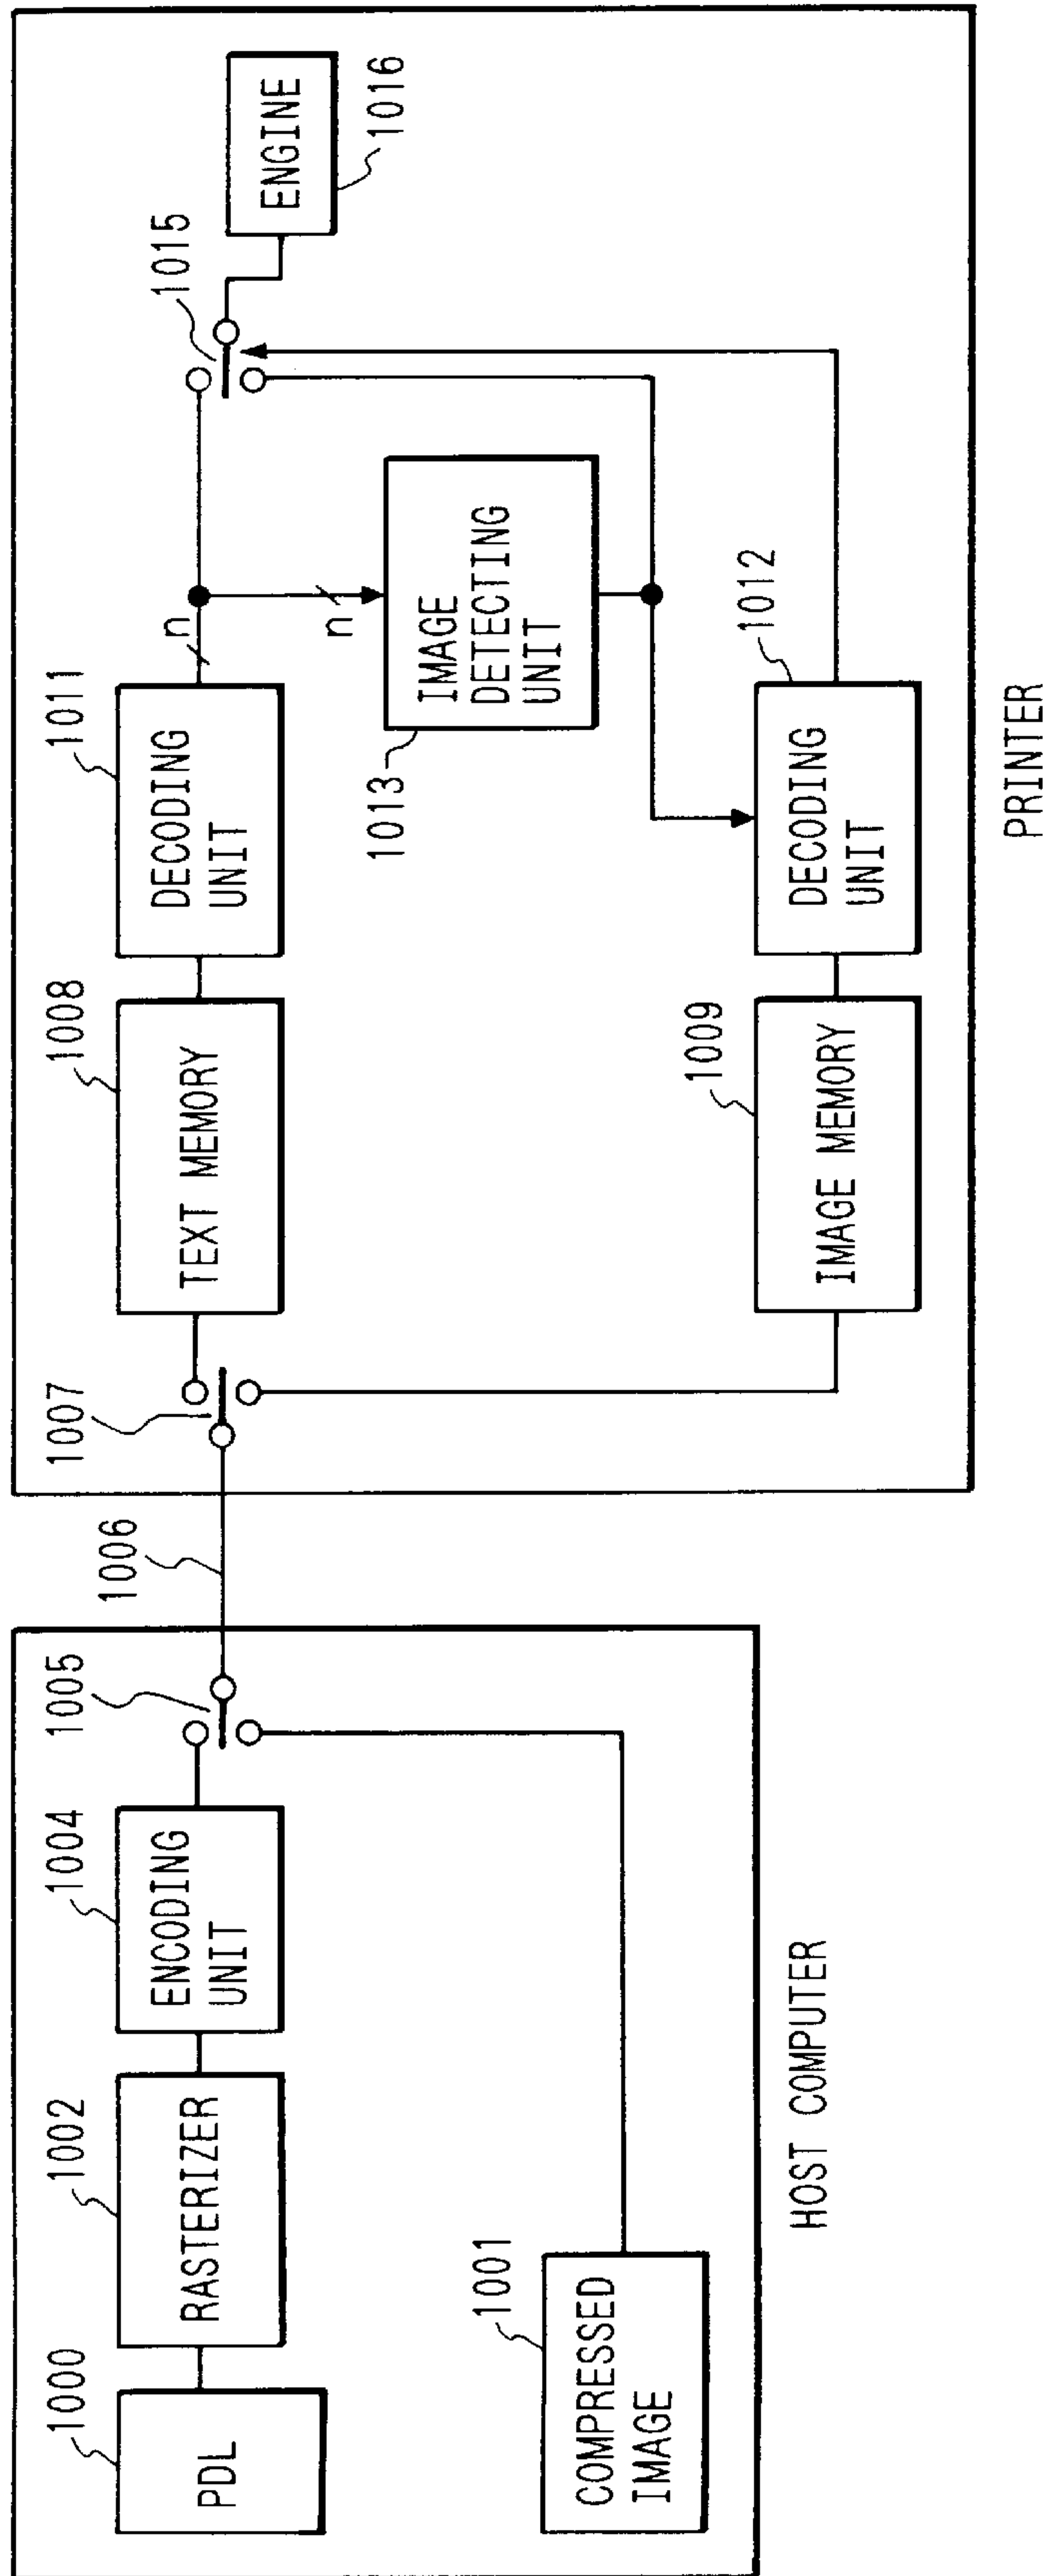 1000
PDL
1002
RASTERIZER
1004
ENCODING
UNIT
1005
1001
COMPRESSED
IMAGE
HOST COMPUTER
1006
1007
1008
TEXT MEMORY
1011
DECODING
UNIT
n
n
1013
IMAGE
DETECTING
UNIT
1015
ENGINE
1016
1009
IMAGE MEMORY
1012
DECODING
UNIT
PRINTER